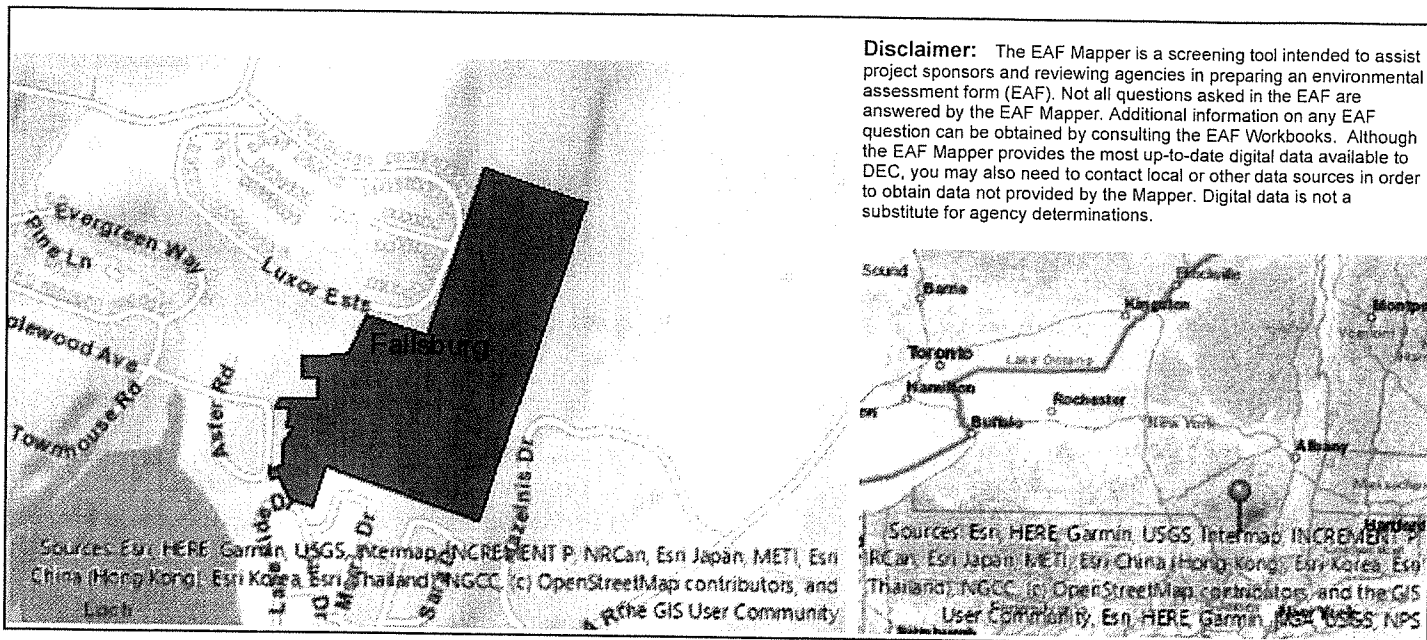 Disclaimer: The EAF Mapper is a screening tool intended to assist
project sponsors and reviewing agencies in preparing an environmental
assessment form (EAF). Not all questions asked in the EAF are
answered by the EAF Mapper. Additional information on any EAF
question can be obtained by consulting the EAF Workbooks. Although
the EAF Mapper provides the most up-to-date digital data available to
DEC, you may also need to contact local or other data sources in order
to obtain data not provided by the Mapper. Digital data is not a
substitute for agency determinations.
Evergreen Way
Pine Ln
Luxor Ests
Fallsburg
Aster Rd
Townhouse Rd
Sources: Esri, HERE, Garmin, USGS, Intermap, INCREMENT P, NRCan, Esri Japan, METI, Esri
China (Hong Kong), Esri Korea, Esri (Thailand), NGCC, (c) OpenStreetMap contributors, and
the GIS User Community
Loch
Sound
Barrie
Kingston
Toronto
Lake Ontario
Hamilton
Rochester
Buffalo
New York
Albany
Hartford
Sources: Esri, HERE, Garmin, USGS, Intermap, INCREMENT P,
NRCan, Esri Japan, METI, Esri China (Hong Kong), Esri Korea, Esri
(Thailand), NGCC, (c) OpenStreetMap contributors, and the GIS
User Community, Esri, HERE, Garmin, USGS, NPS